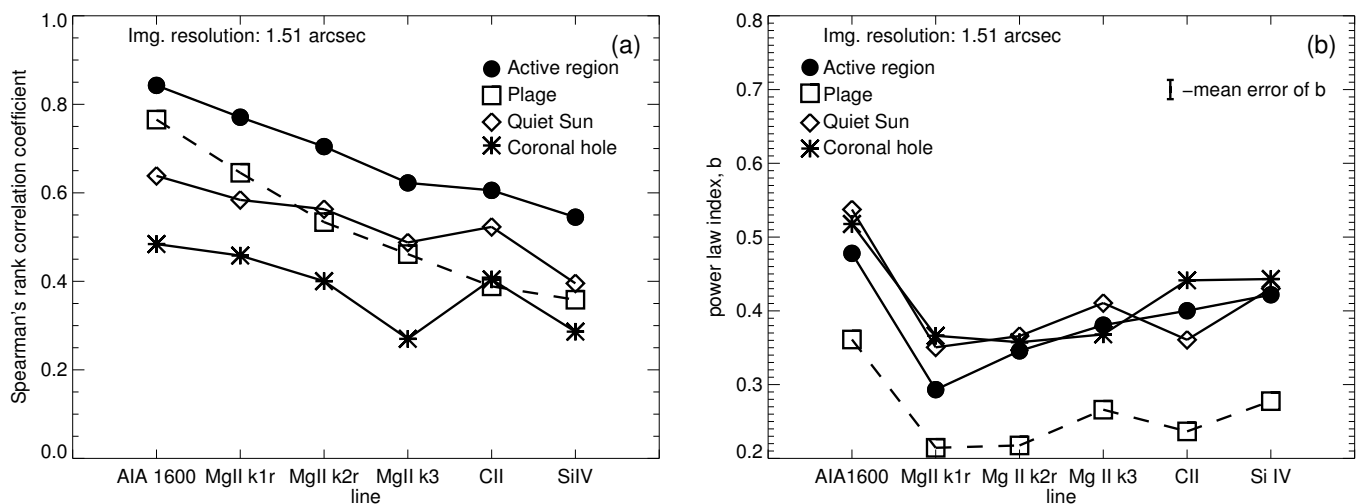 Img. resolution: 1.51 arcsec
(a)
Active region
Plage
Quiet Sun
Coronal hole
Spearman's rank correlation coefficient
1.0
0.8
0.6
0.4
0.2
0.0
AIA 1600 MgII k1r MgII k2r MgII k3 CII SiIV
line
Img. resolution: 1.51 arcsec
(b)
Active region
Plage
Quiet Sun
Coronal hole
-mean error of b
power law index, b
0.8
0.7
0.6
0.5
0.4
0.3
0.2
AIA1600 MgII k1r Mg II k2r Mg II k3 CII Si IV
line